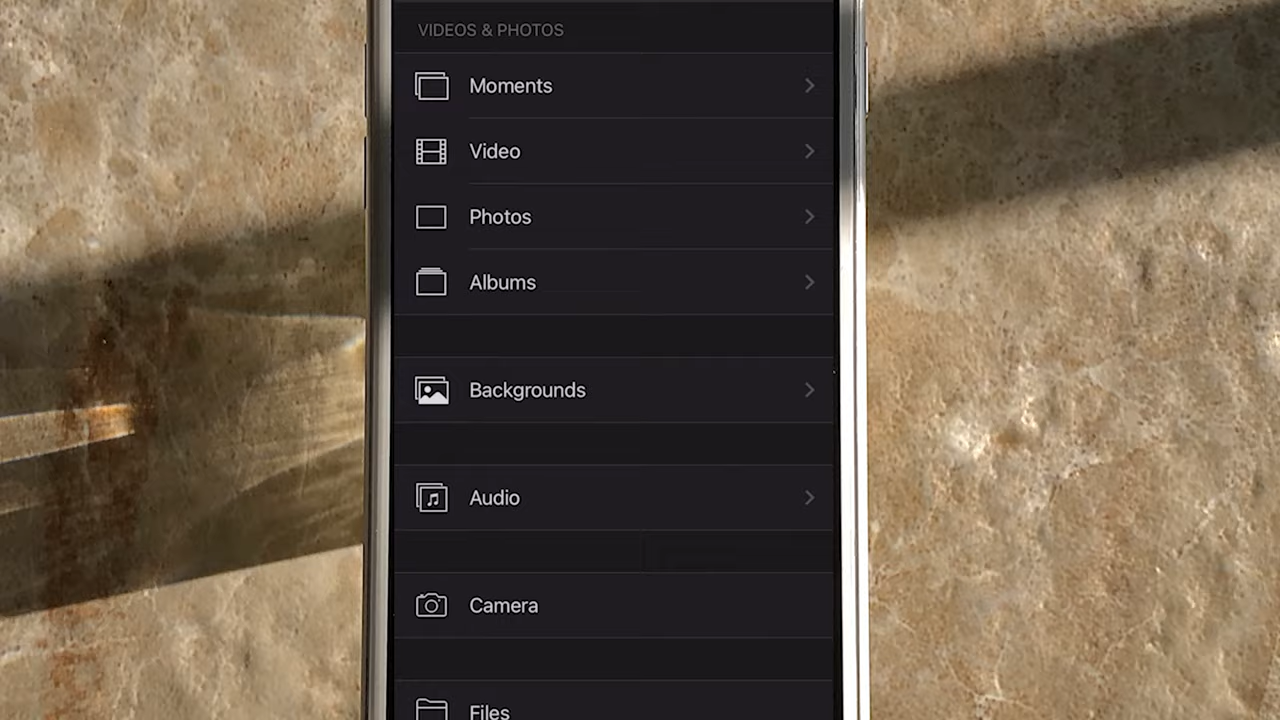 VIDEOS & PHOTOS
Moments
Video
Photos
Albums
Backgrounds
Audio
Camera
Files